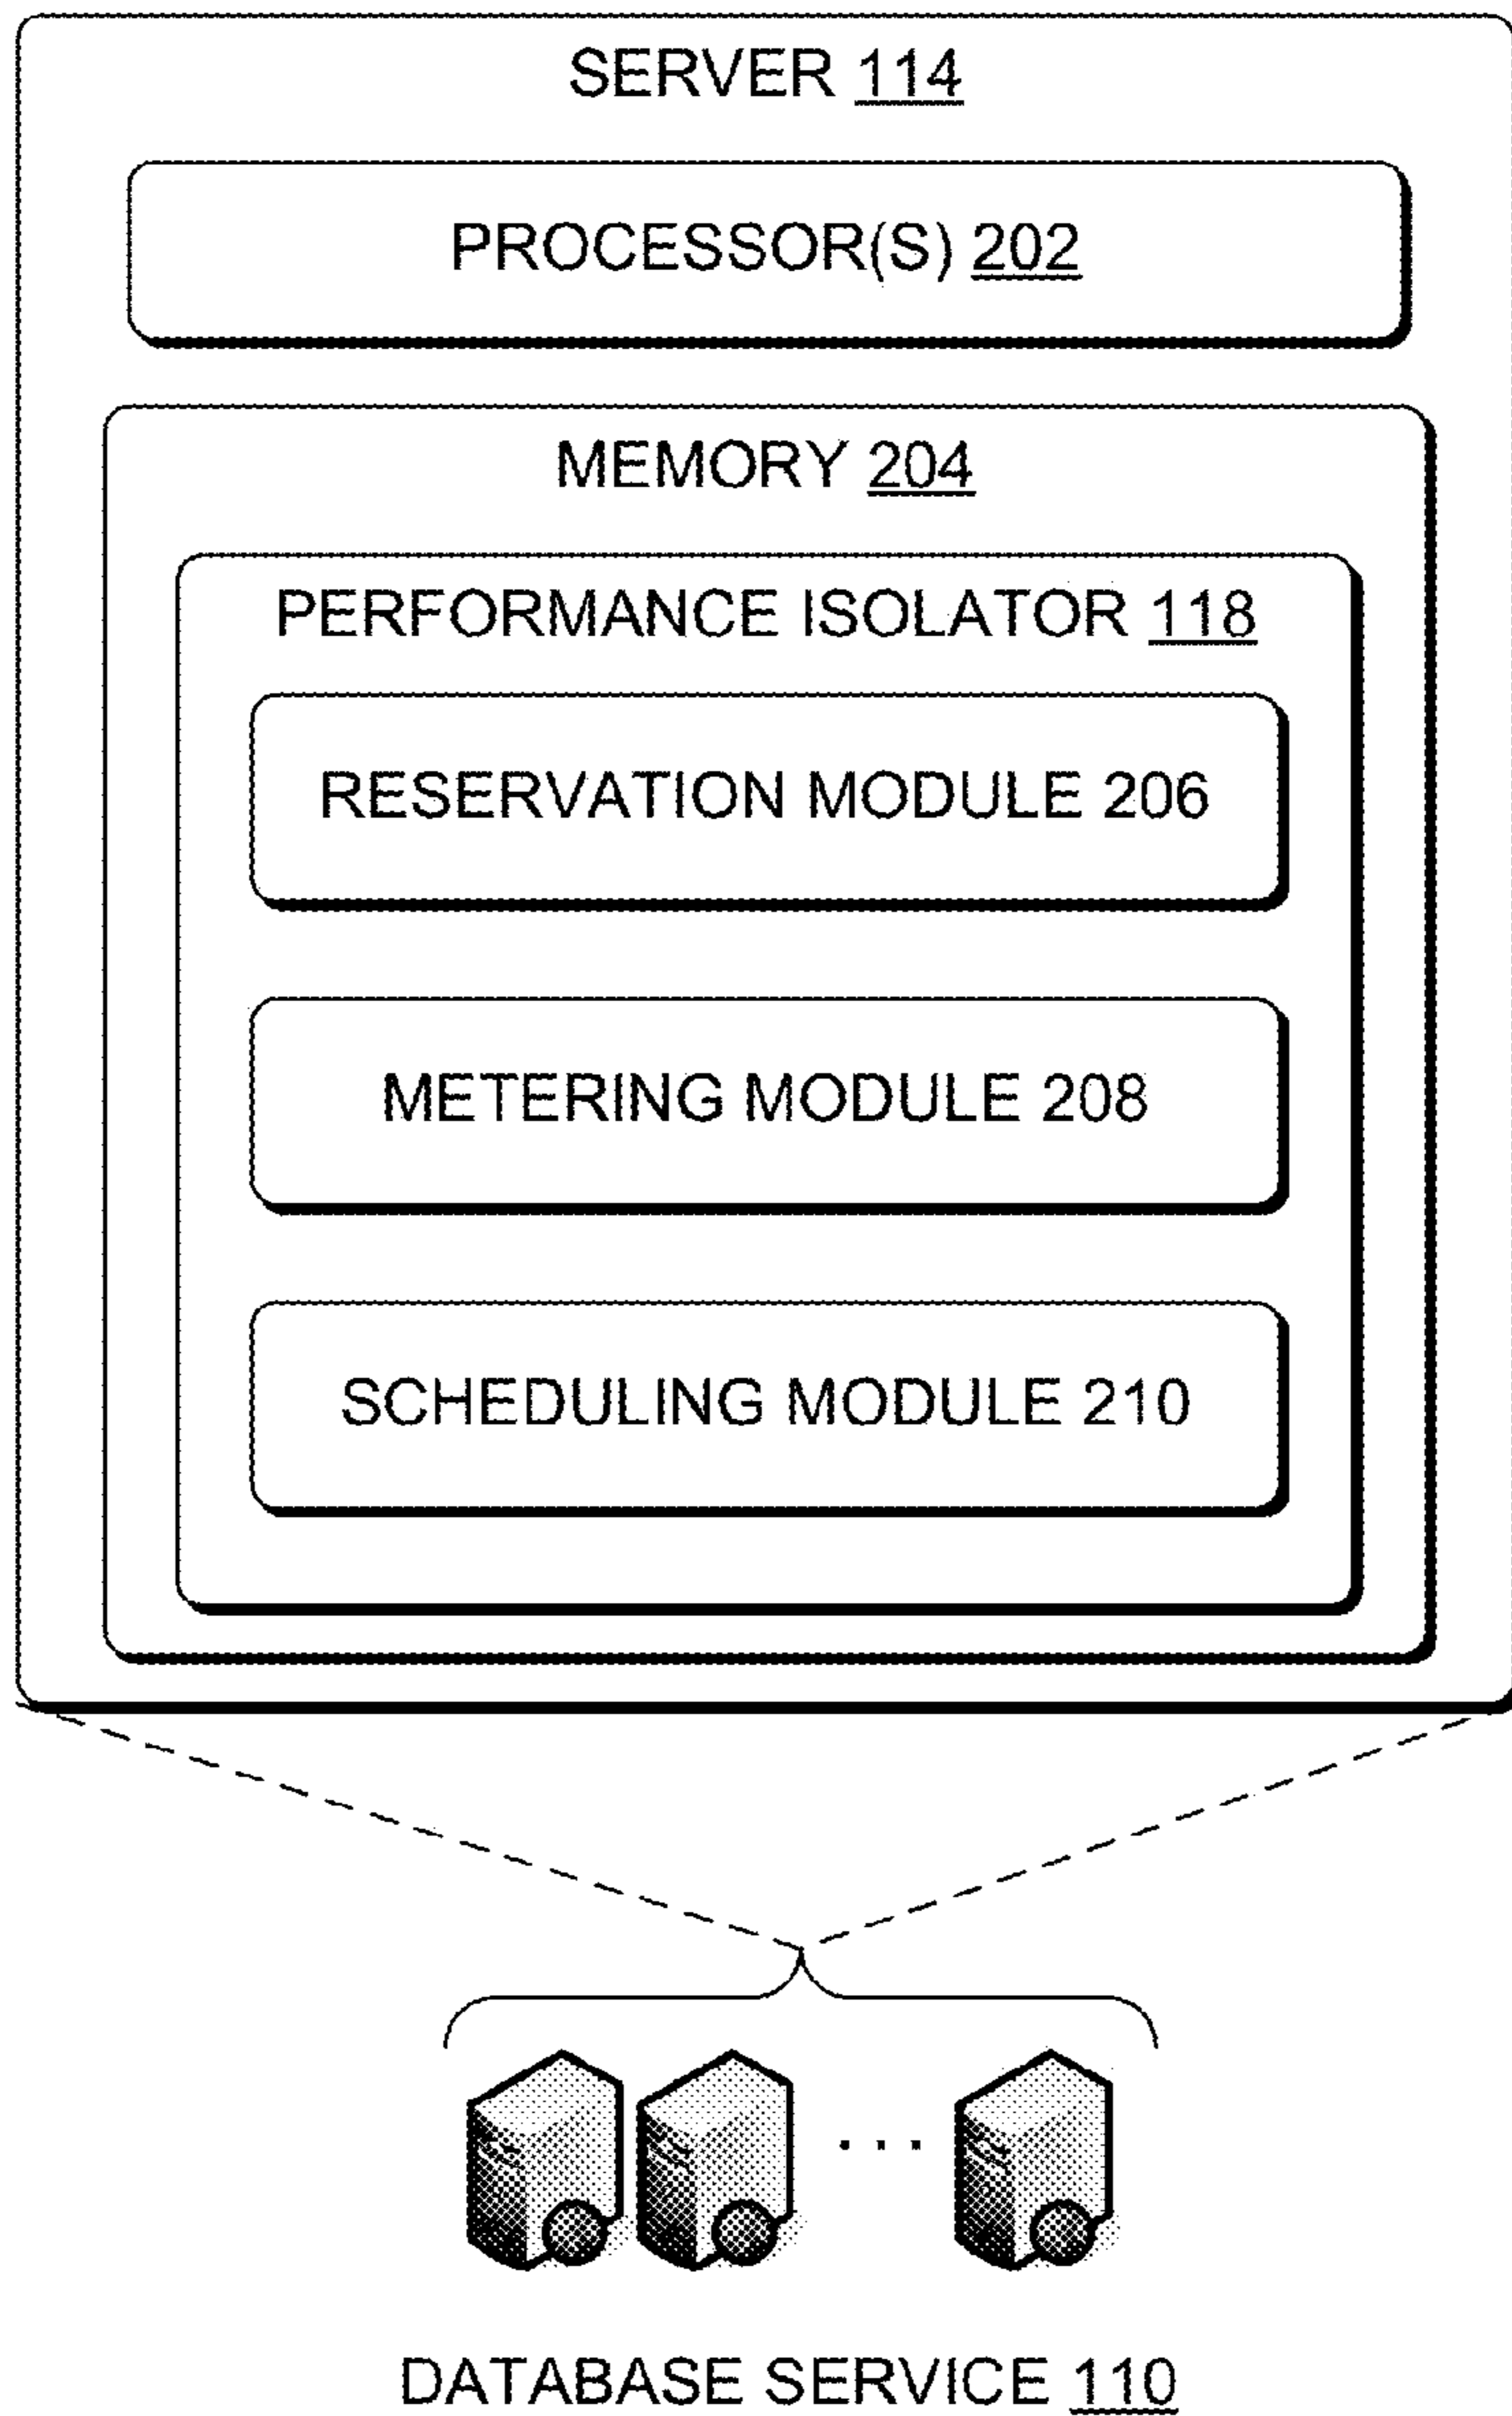 SERVER 114
PROCESSOR(S) 202
MEMORY 204
PERFORMANCE ISOLATOR 118
RESERVATION MODULE 206
METERING MODULE 208
SCHEDULING MODULE 210
DATABASE SERVICE 110